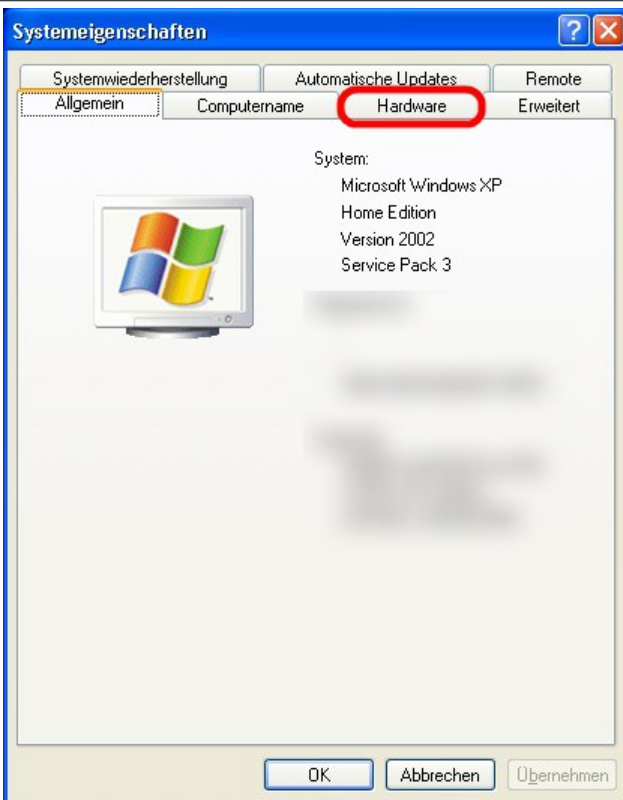 Systemeigenschaften
Systemwiederherstellung Automatische Updates Remote
Allgemein Computername Hardware Erweitert
System:
Microsoft Windows XP
Home Edition
Version 2002
Service Pack 3
OK Abbrechen Übernehmen